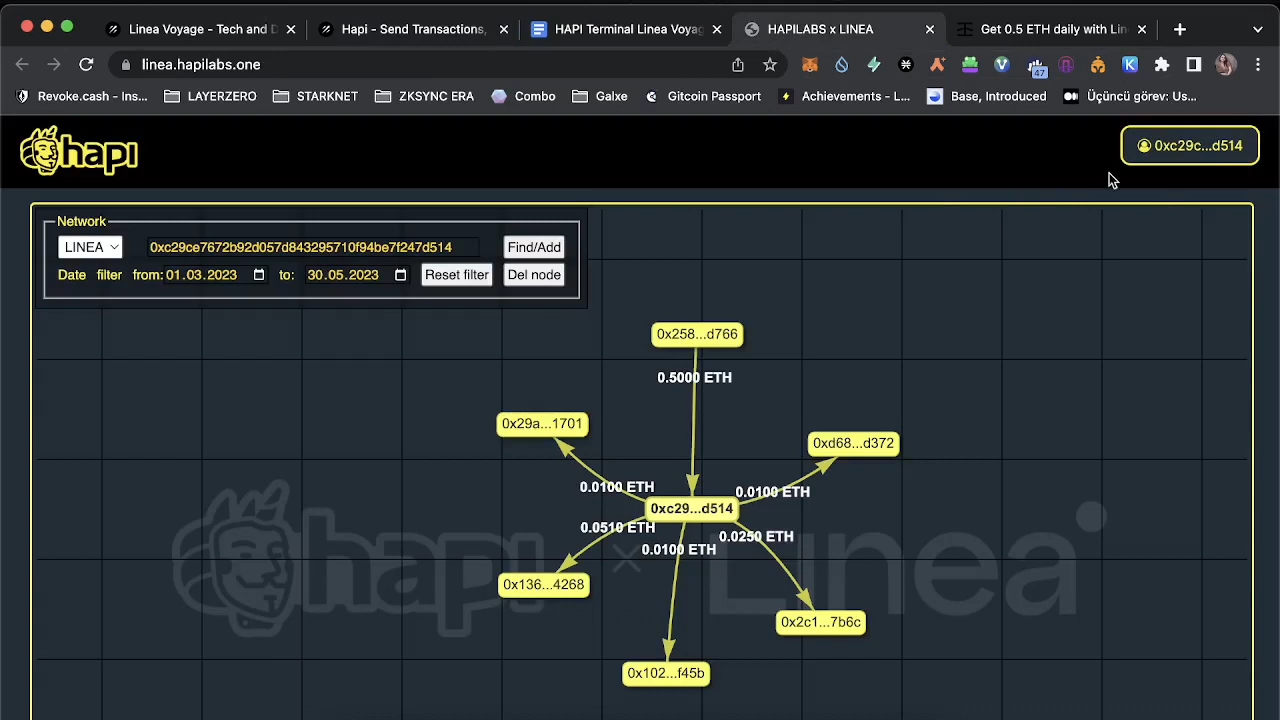 Linea Voyage - Tech and D
Hapi - Send Transactions,
HAPI Terminal Linea Voyag
HAPILABS x LINEA
Get 0.5 ETH daily with Lin
linea.hapilabs.one
47
Revoke.cash - Ins...
LAYERZERO
STARKNET
ZKSYNC ERA
Combo
Galxe
Gitcoin Passport
Achievements - L...
Base, Introduced
Üçüncü görev: Us...
hapi
0xc29c...d514
Network
LINEA
0xc29ce7672b92d057d843295710f94be7f247d514
Find/Add
Date filter from: 01.03.2023 to: 30.05.2023
Reset filter
Del node
0x258...d766
0.5000 ETH
0x29a...1701
0xd68...d372
0.0100 ETH
0.0100 ETH
0xc29...d514
0.0510 ETH
0.0250 ETH
0.0100 ETH
hapi × Linea
0x136...4268
0x2c1...7b6c
0x102...f45b